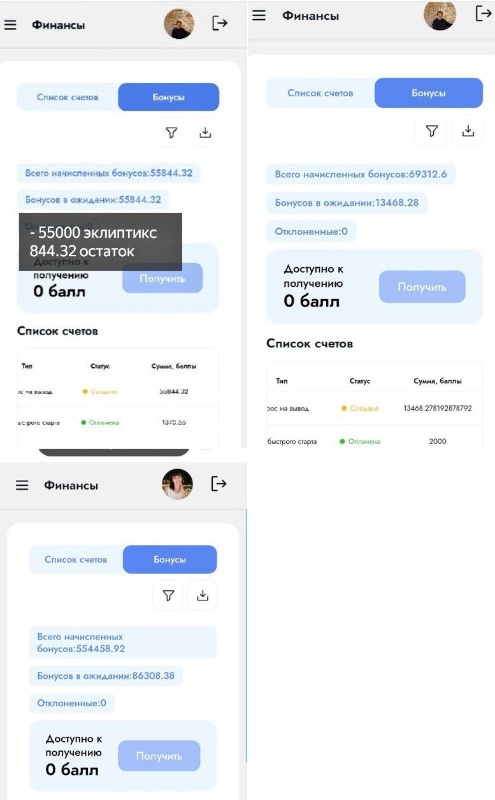 Финансы
Список счетов
Бонусы
Всего начисленных бонусов:55844.32
Бонусов в ожидании:55844.32
- 55000 эклиптикс
844.32 остаток
Доступно к
получению
0 балл
Получить
Список счетов
Тип
Статус
Сумма, баллы
ос на вывод
Создана
55844.32
ыстрого старта
Оплачена
1370.55
Финансы
Список счетов
Бонусы
Всего начисленных бонусов:69312.6
Бонусов в ожидании:13468.28
Отклоненные:0
Доступно к
получению
0 балл
Получить
Список счетов
Тип
Статус
Сумма, баллы
рос на вывод
Создана
13468.278192878792
быстрого старта
Оплачена
2000
Финансы
Список счетов
Бонусы
Всего начисленных
бонусов:554458.92
Бонусов в ожидании:86308.38
Отклоненные:0
Доступно к
получению
0 балл
Получить